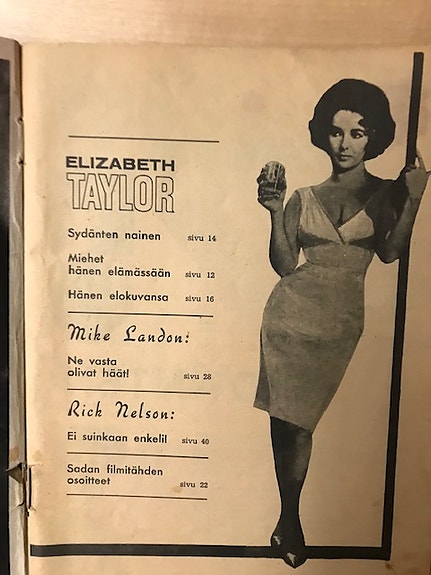 ELIZABETH
TAYLOR
Sydänten nainen sivu 14
Miehet
hänen elämässään sivu 12
Hänen elokuvansa sivu 16
Mike Landon:
Ne vasta
olivat häät! sivu 28
Rick Nelson:
Ei suinkaan enkeli! sivu 40
Sadan filmitähden
osoitteet sivu 22